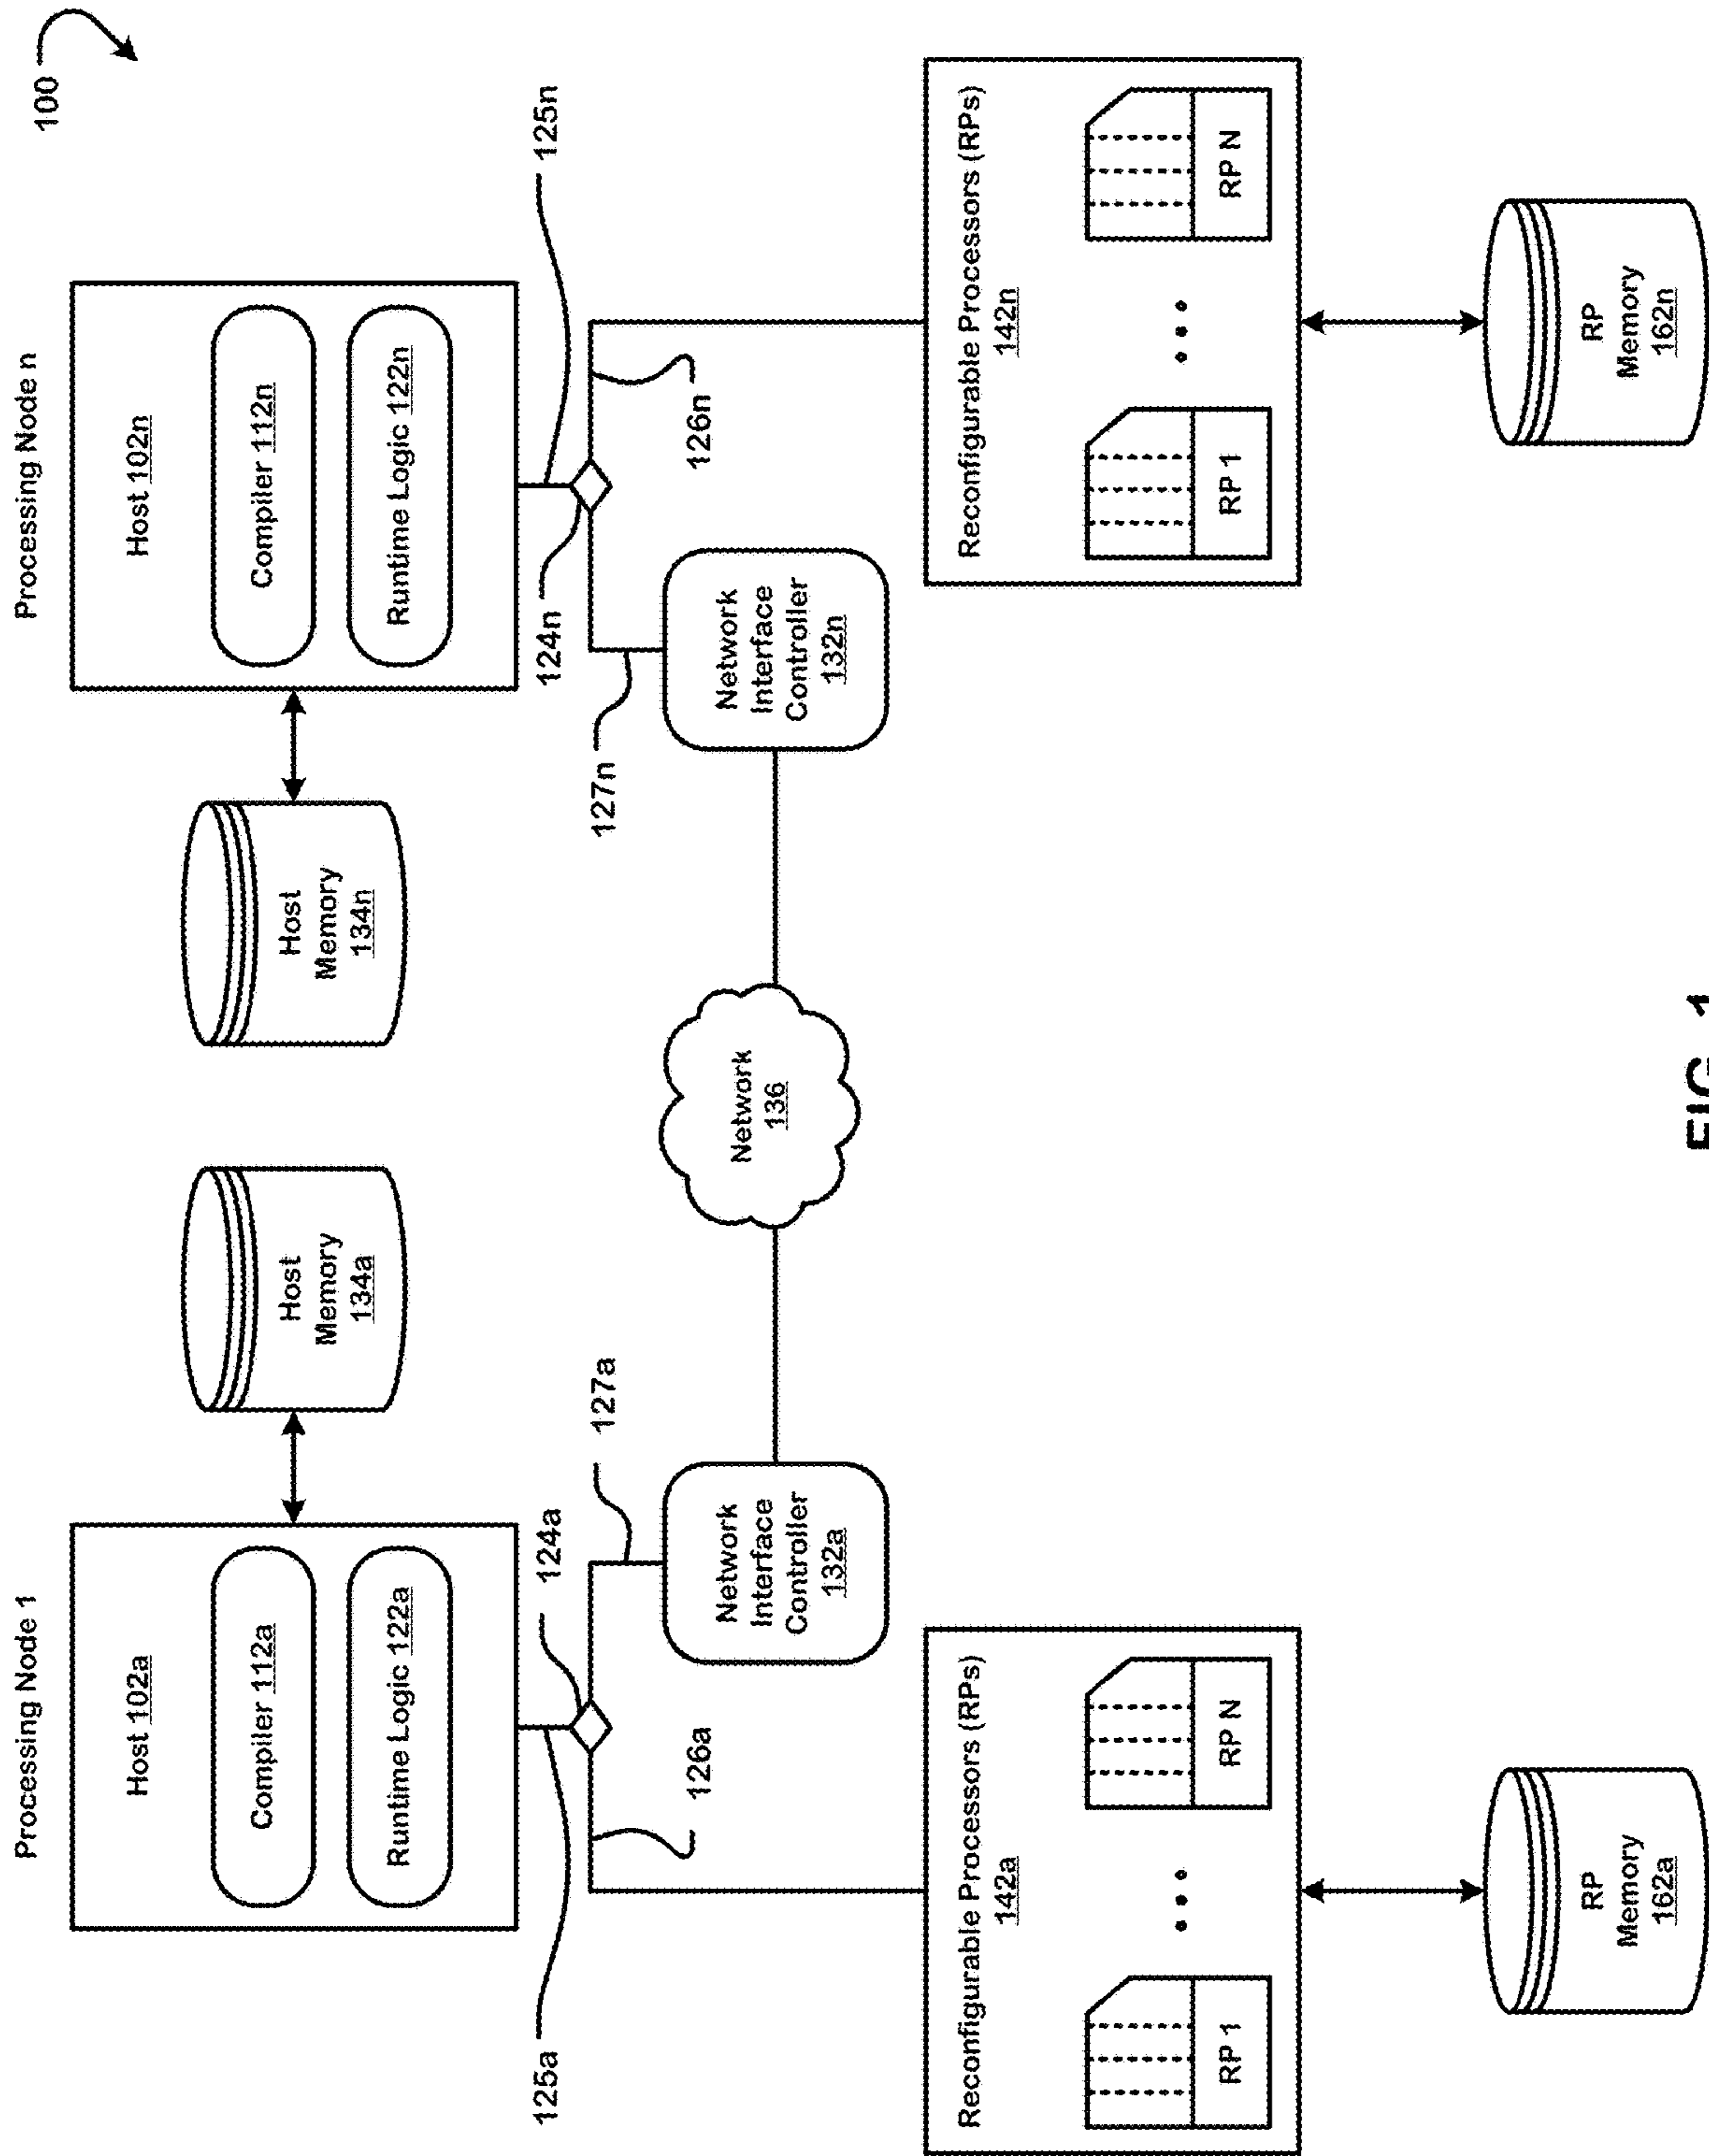 100
Processing Node 1
Processing Node n
Host 102a
Compiler 112a
Runtime Logic 122a
Host
Memory
134a
Host
Memory
134n
Host 102n
Compiler 112n
Runtime Logic 122n
125a
124a
126a
127a
124n
125n
127n
126n
Network
Interface
Controller
132a
Network
136
Network
Interface
Controller
132n
Reconfigurable Processors (RPs)
142a
RP 1
RP N
Reconfigurable Processors (RPs)
142n
RP 1
RP N
RP
Memory
162a
RP
Memory
162n
FIG. 1